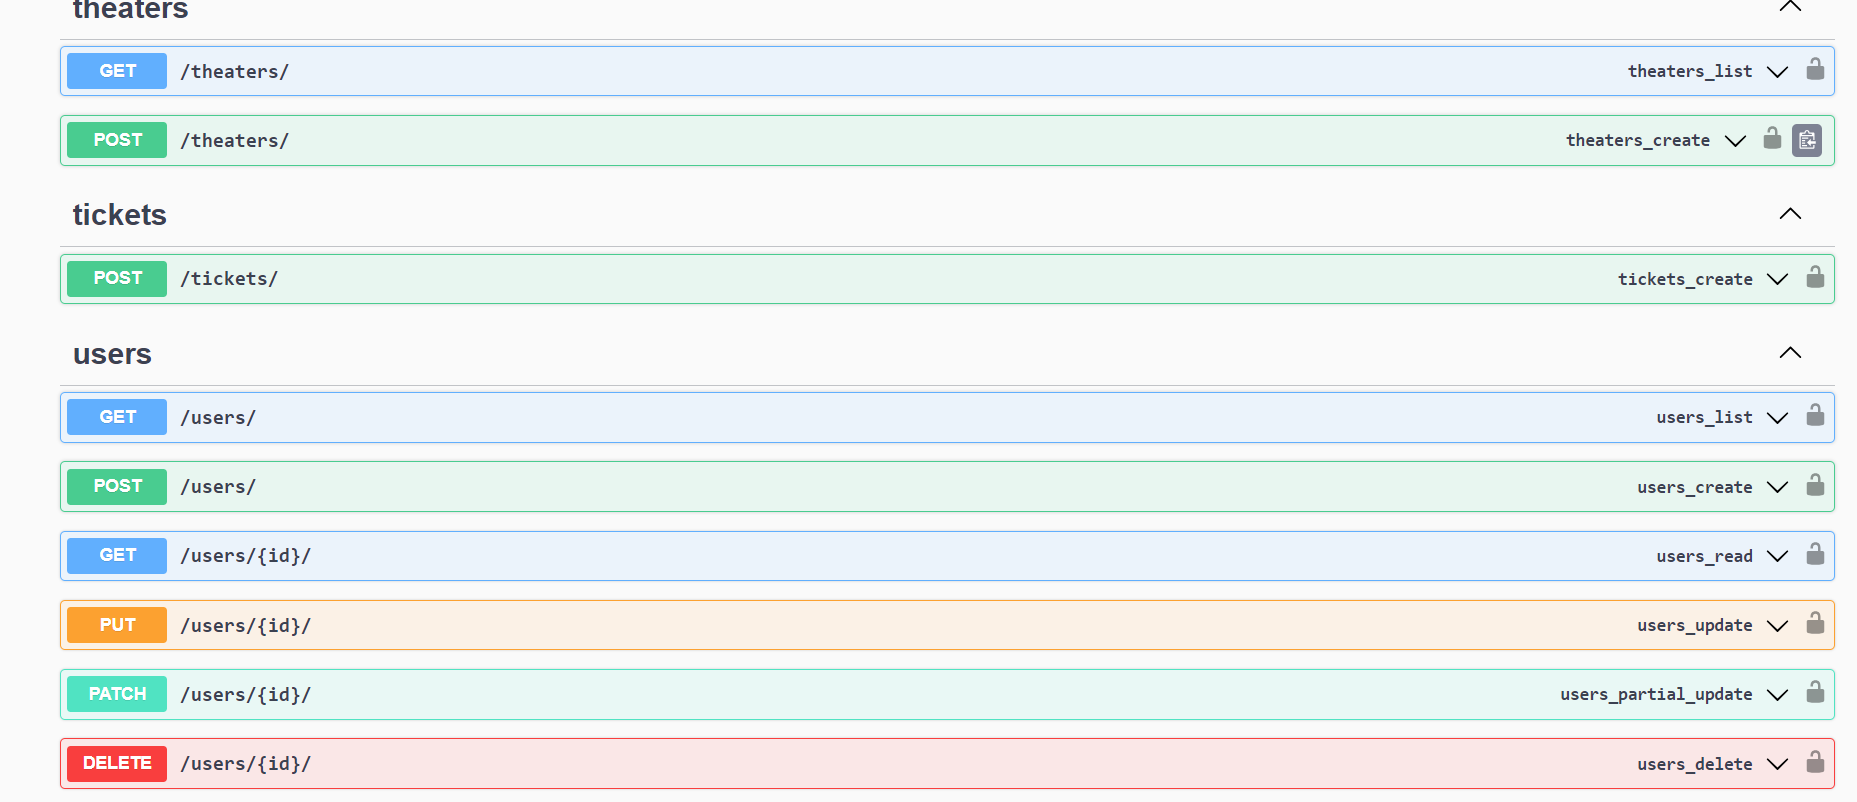 theaters
GET /theaters/ theaters_list
POST /theaters/ theaters_create
tickets
POST /tickets/ tickets_create
users
GET /users/ users_list
POST /users/ users_create
GET /users/{id}/ users_read
PUT /users/{id}/ users_update
PATCH /users/{id}/ users_partial_update
DELETE /users/{id}/ users_delete